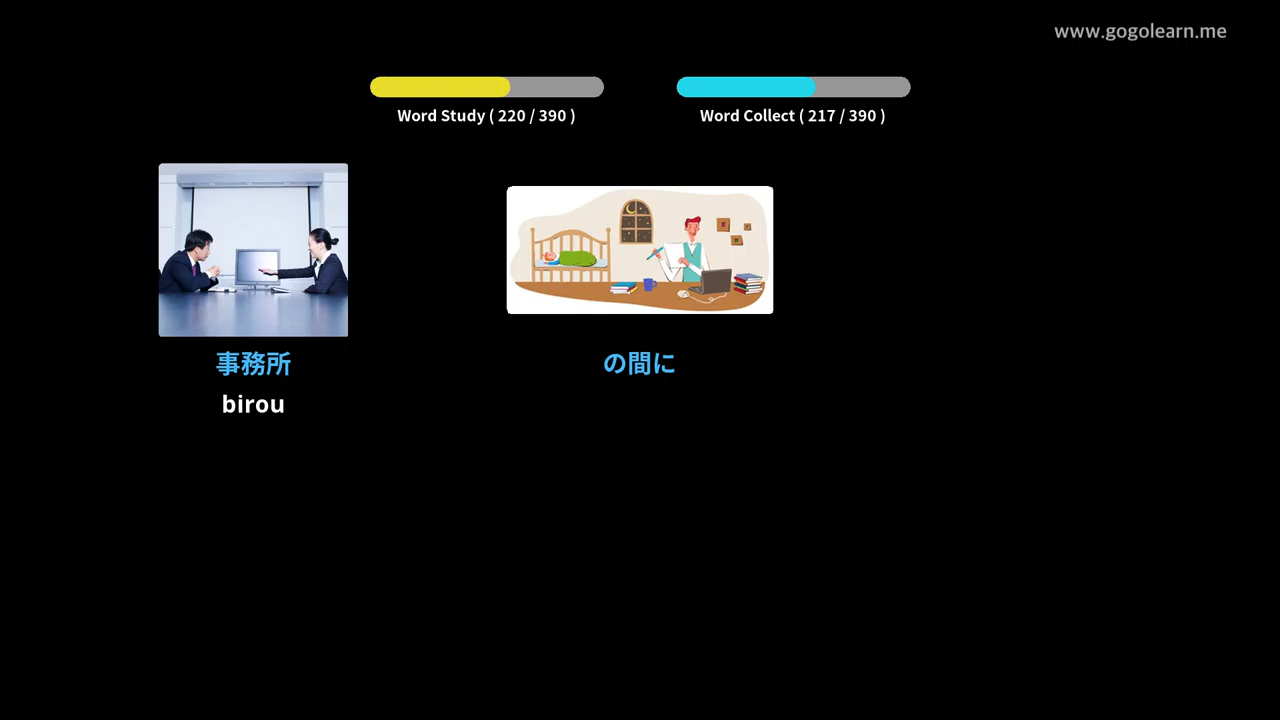 www.gogolearn.me
Word Study ( 220 / 390 )
Word Collect ( 217 / 390 )
事務所
birou
の間に